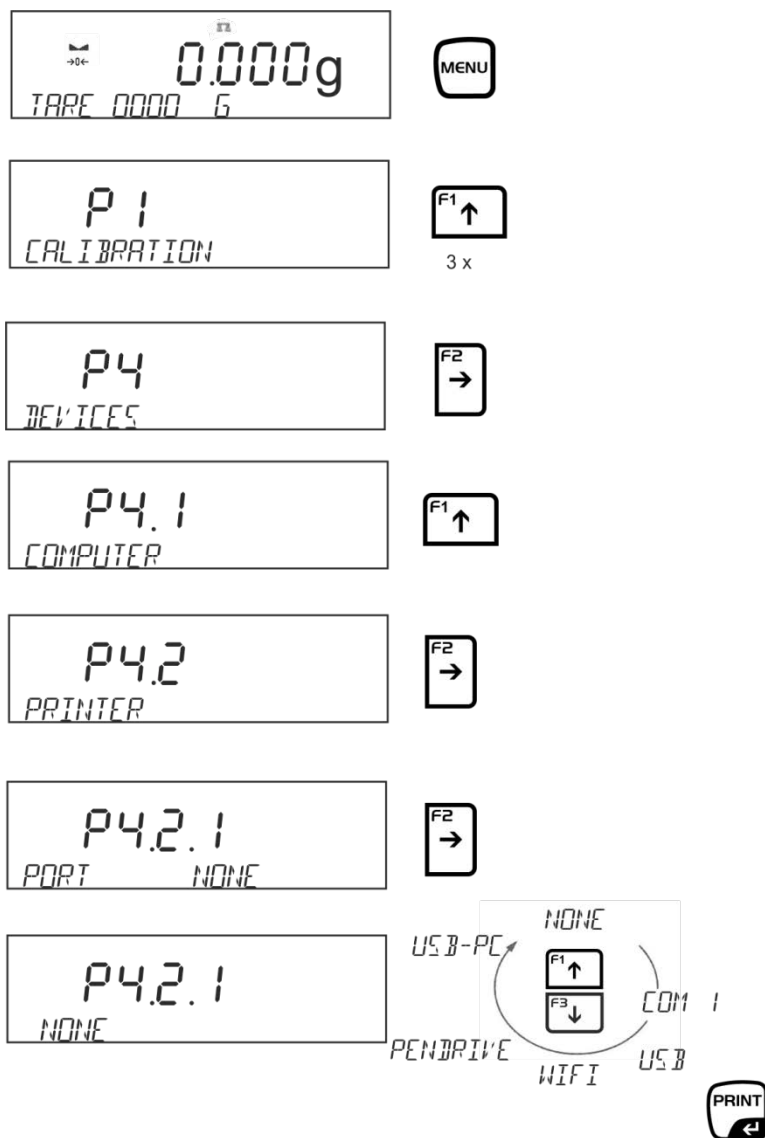 0.000g
MENU
→0←
TARE 0000 G
P1
F1 ↑
CALIBRATION
3 x
P4
F2 →
DEVICES
P4.1
F1 ↑
COMPUTER
P4.2
F2 →
PRINTER
P4.2.1
F2 →
PORT NONE
NONE
USB-PC
P4.2.1
F1 ↑
F3 ↓
COM 1
NONE
PENDRIVE
USB
WIFI
PRINT